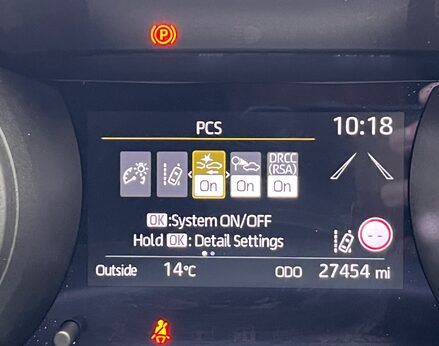 P
PCS
10:18
DRCC
(RSA)
On On On
OK:System ON/OFF
Hold OK: Detail Settings
Outside 14°C ODO 27454 mi